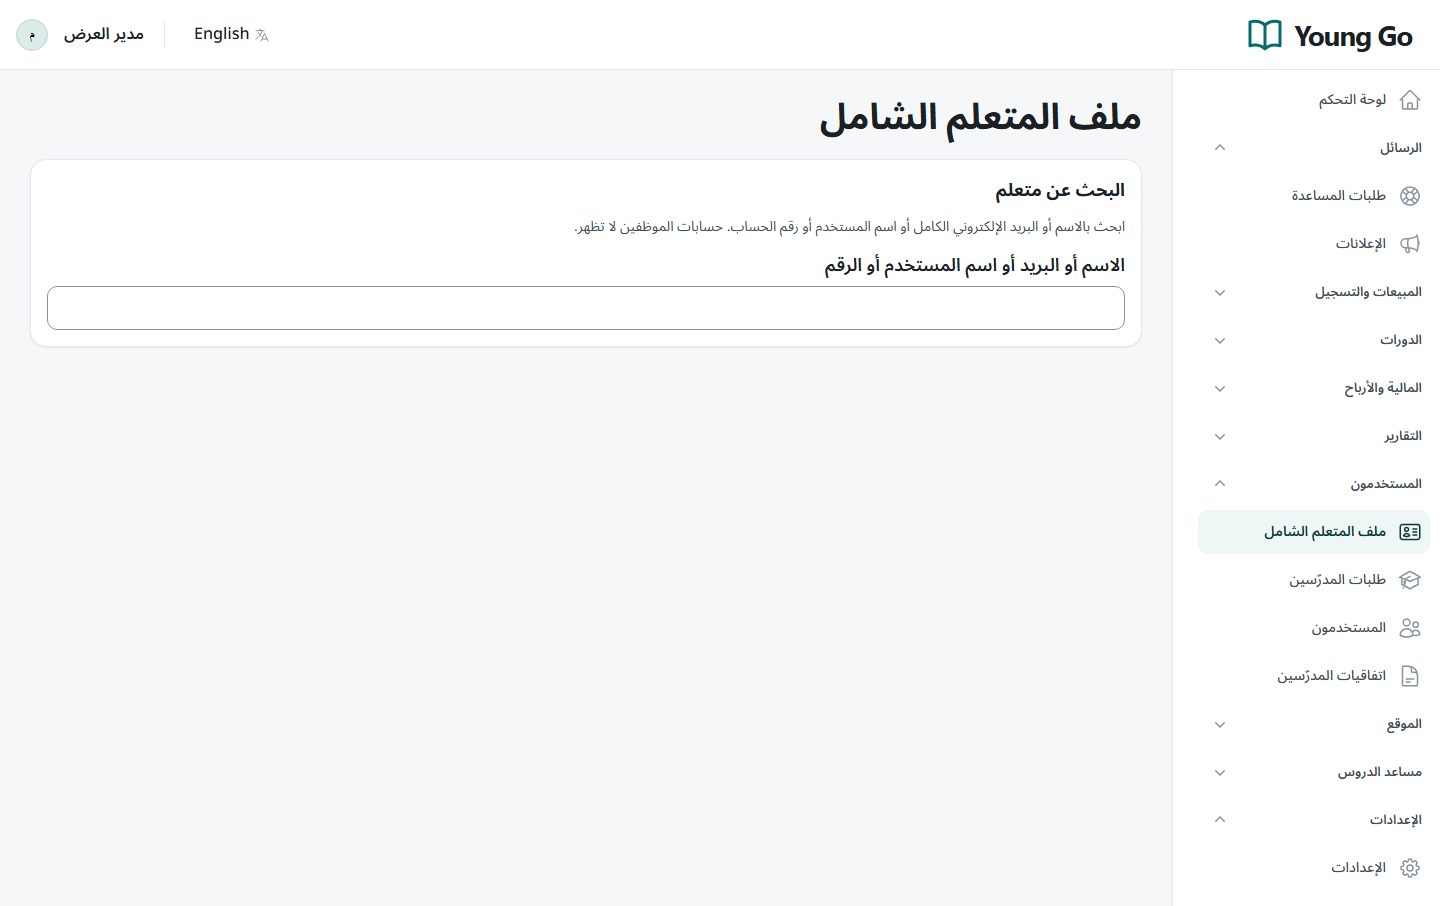 Young Go
English
مدير العرض
م
لوحة التحكم
الرسائل
طلبات المساعدة
الإعلانات
المبيعات والتسجيل
الدورات
المالية والأرباح
التقارير
المستخدمون
ملف المتعلم الشامل
طلبات المدرّسين
المستخدمون
اتفاقيات المدرّسين
الموقع
مساعد الدروس
الإعدادات
الإعدادات
ملف المتعلم الشامل
البحث عن متعلم
ابحث بالاسم أو البريد الإلكتروني الكامل أو اسم المستخدم أو رقم الحساب. حسابات الموظفين لا تظهر.
الاسم أو البريد أو اسم المستخدم أو الرقم